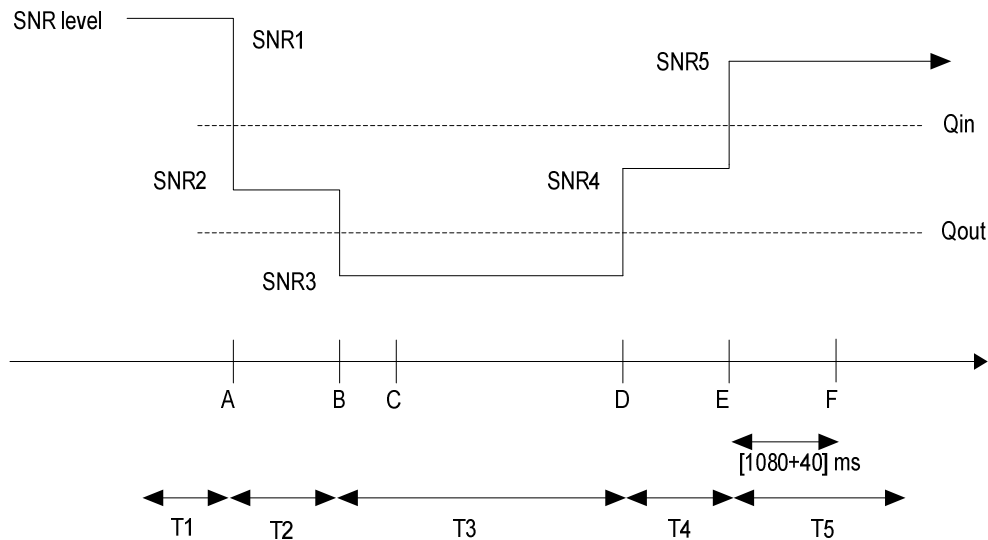 SNR level
SNR1
SNR5
Qin
SNR2
SNR4
Qout
SNR3
A B C D E F
[1080+40] ms
T1 T2 T3 T4 T5